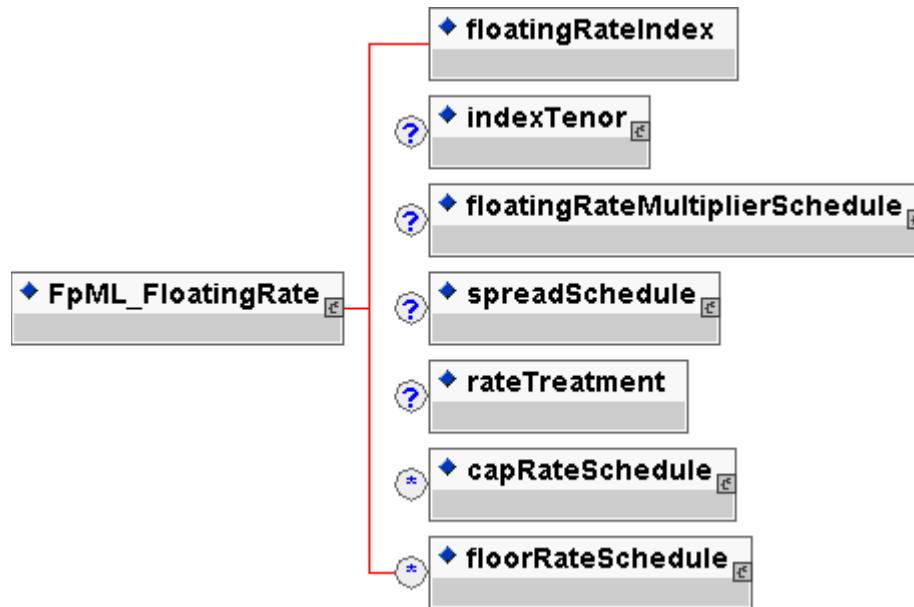 floatingRateIndex
? indexTenor
? floatingRateMultiplierSchedule
FpML_FloatingRate
? spreadSchedule
? rateTreatment
* capRateSchedule
* floorRateSchedule